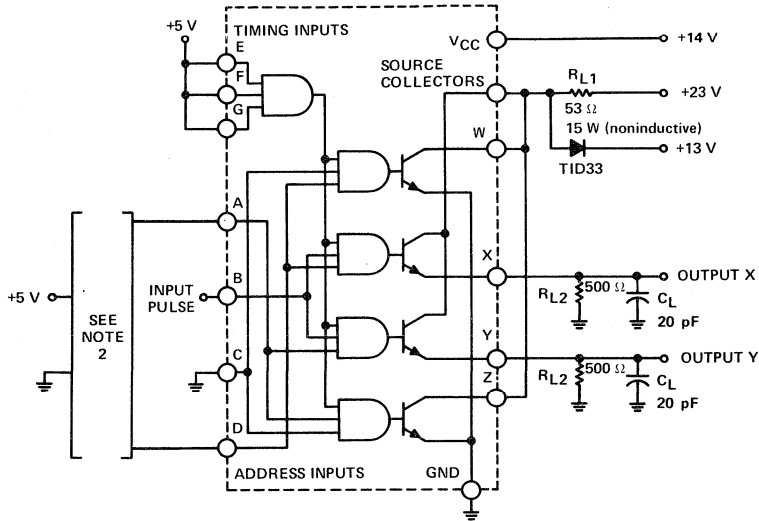 +5 V
TIMING INPUTS
E
F
G
VCC
+14 V
SOURCE
COLLECTORS
RL1
+23 V
53 Ω
15 W (noninductive)
W
+13 V
TID33
A
X
OUTPUT X
B
INPUT
PULSE
500 Ω
RL2
CL
20 pF
+5 V
SEE
NOTE
2
C
Y
OUTPUT Y
Z
500 Ω
RL2
CL
20 pF
D
ADDRESS INPUTS
GND